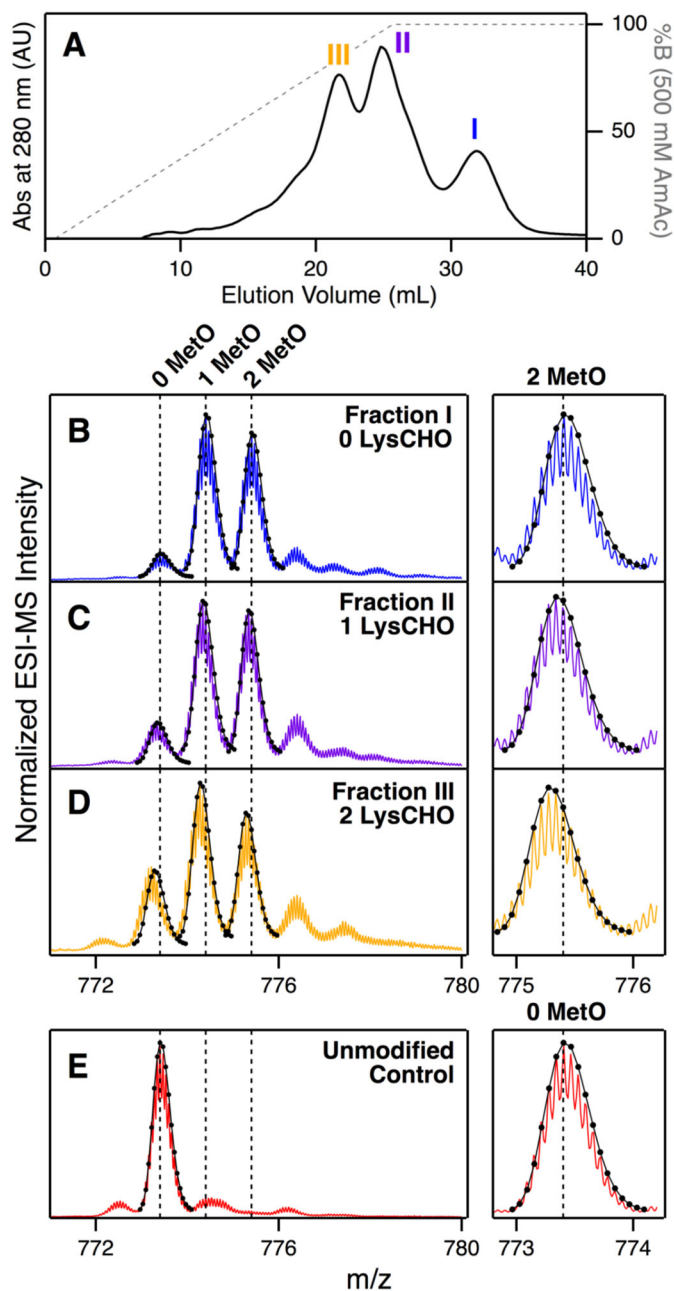 A
III
II
I
Abs at 280 nm (AU)
100
50
0
%B (500 mM AmAc)
0
10
20
30
40
Elution Volume (mL)
0 MetO
1 MetO
2 MetO
2 MetO
B
Fraction I
0 LysCHO
C
Fraction II
1 LysCHO
D
Fraction III
2 LysCHO
Normalized ESI-MS Intensity
772
776
780
775
776
0 MetO
E
Unmodified
Control
772
776
780
773
774
m/z